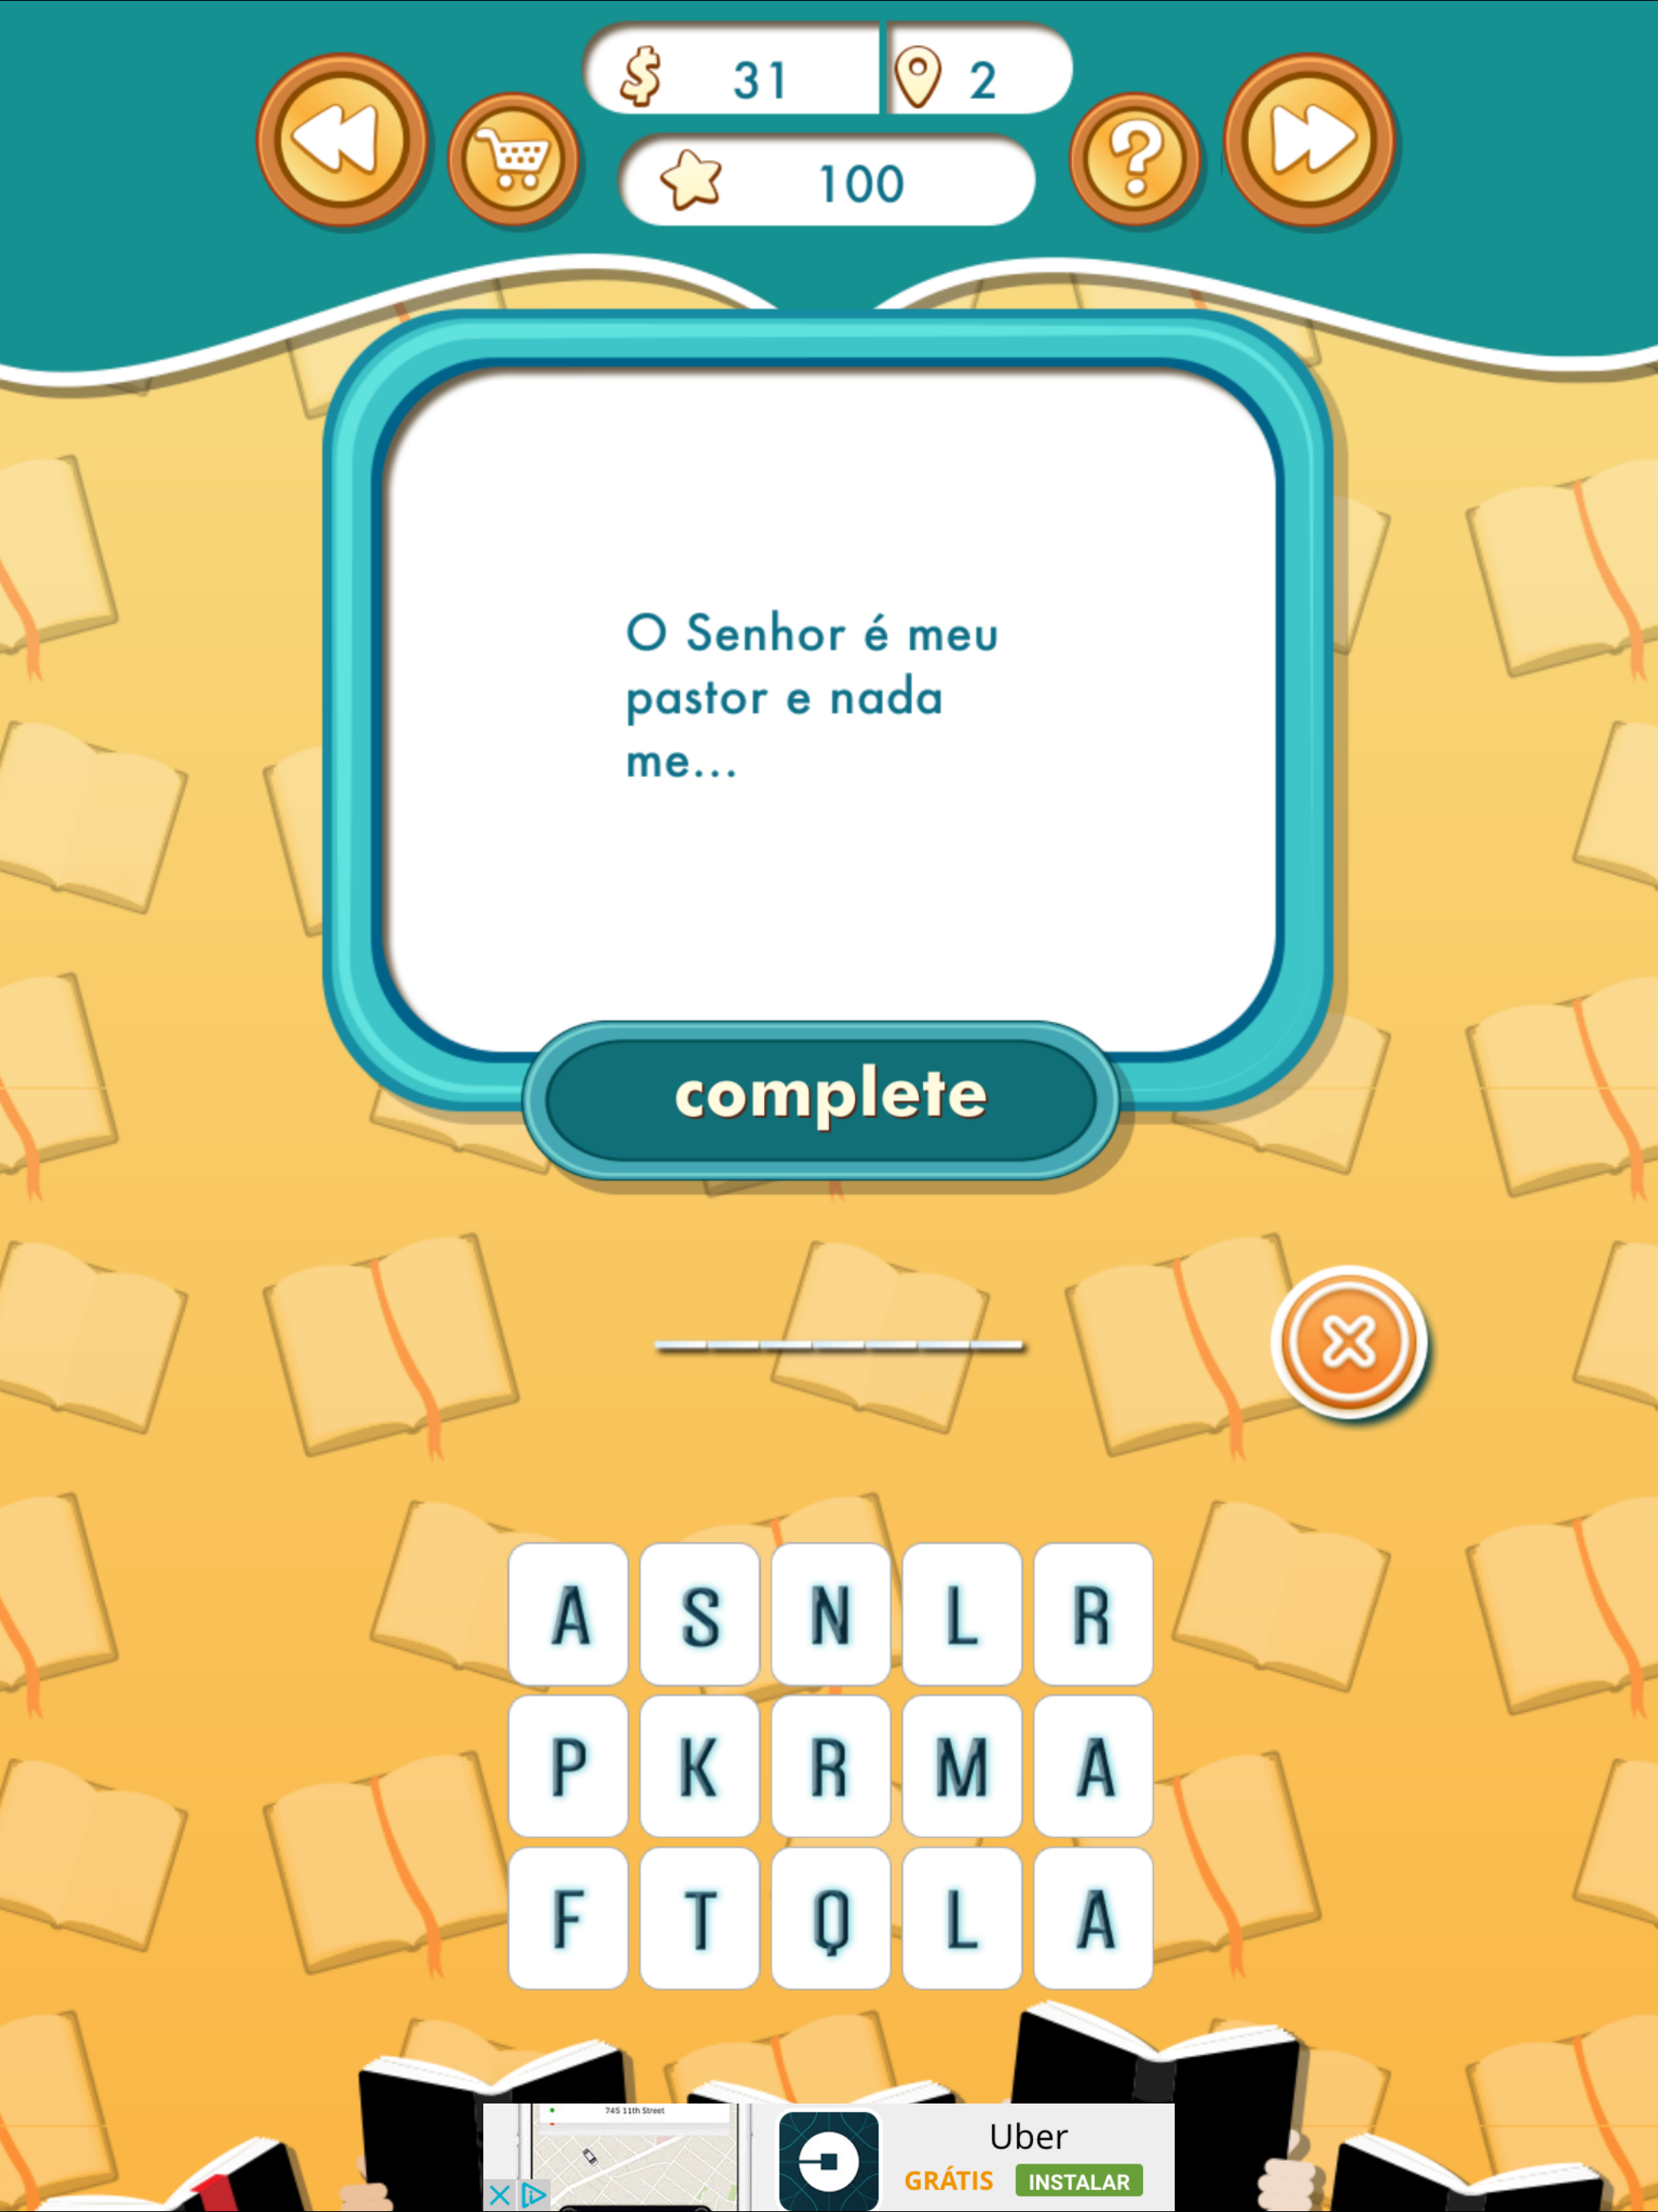 31
2
100
O Senhor é meu
pastor e nada
me...
complete
A S N L R
P K R M A
F T Q L A
745 11th Street
Uber
GRÁTIS INSTALAR